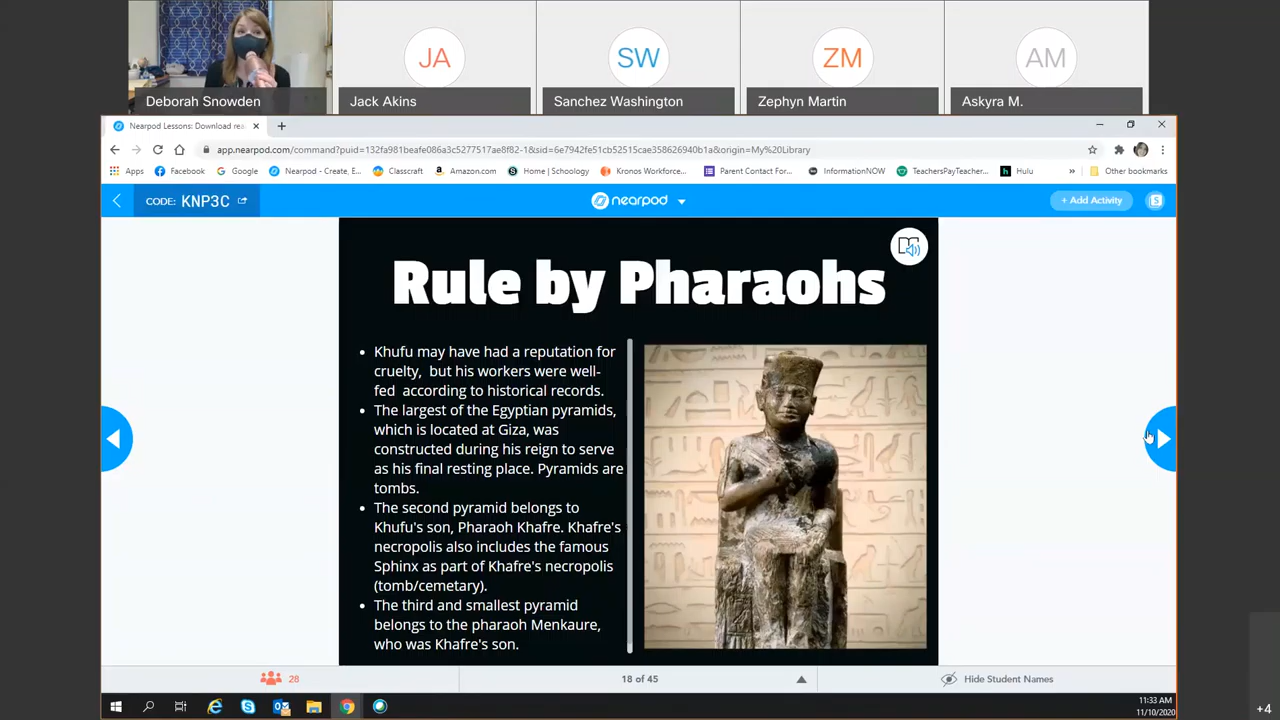 JA
SW
ZM
AM
Deborah Snowden
Jack Akins
Sanchez Washington
Zephyn Martin
Askyra M.
Nearpod Lessons: Download rea
app.nearpod.com/command?puid=132fa981beafe086a3c5277517ae8f82-1&sid=6e7942fe51cb52515cae358626940b1a&origin=My%20Library
Apps
Facebook
Google
Nearpod - Create, E...
Classcraft
Amazon.com
Home | Schoology
Kronos Workforce...
Parent Contact For...
InformationNOW
TeachersPayTeacher...
Hulu
»
Other bookmarks
CODE: KNP3C
nearpod
+ Add Activity
S
Rule by Pharaohs
• Khufu may have had a reputation for
cruelty, but his workers were well-
fed according to historical records.
• The largest of the Egyptian pyramids,
which is located at Giza, was
constructed during his reign to serve
as his final resting place. Pyramids are
tombs.
• The second pyramid belongs to
Khufu's son, Pharaoh Khafre. Khafre's
necropolis also includes the famous
Sphinx as part of Khafre's necropolis
(tomb/cemetary).
• The third and smallest pyramid
belongs to the pharaoh Menkaure,
who was Khafre's son.
28
18 of 45
Hide Student Names
11:33 AM
11/10/2020
+4